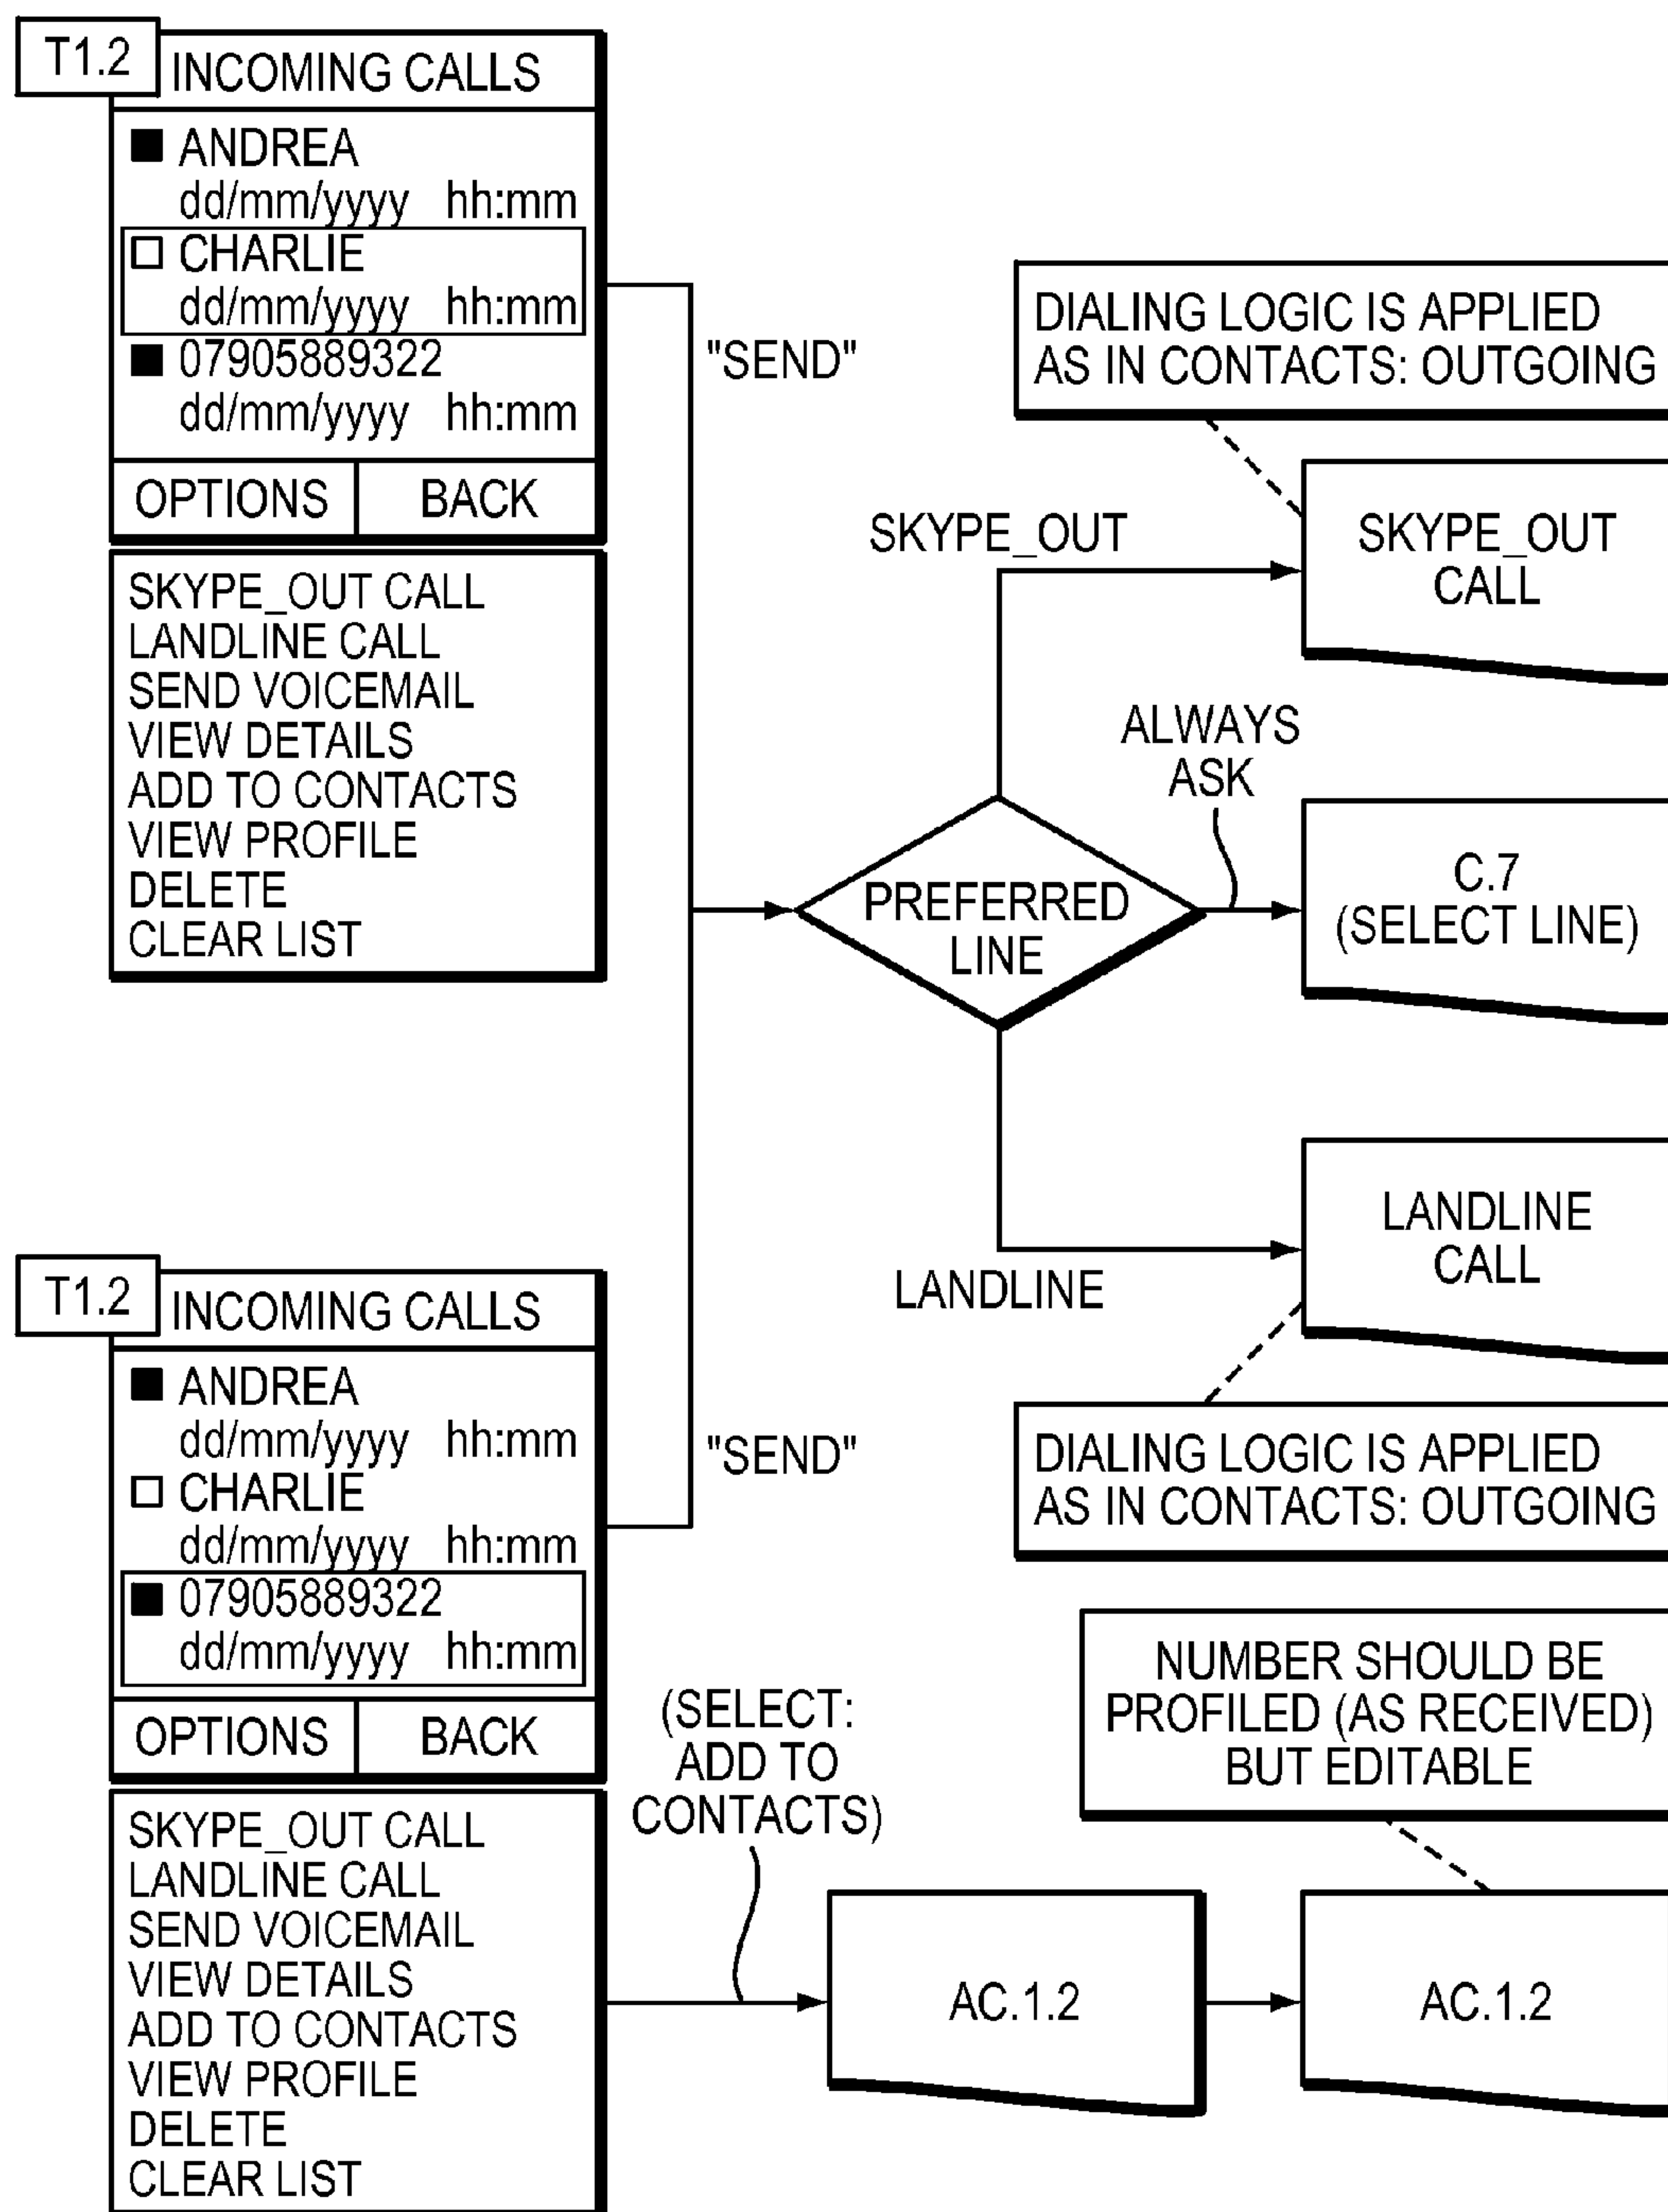 T1.2
INCOMING CALLS
■ ANDREA
dd/mm/yyyy hh:mm
□ CHARLIE
dd/mm/yyyy hh:mm
■ 07905889322
dd/mm/yyyy hh:mm
OPTIONS BACK
SKYPE_OUT CALL
LANDLINE CALL
SEND VOICEMAIL
VIEW DETAILS
ADD TO CONTACTS
VIEW PROFILE
DELETE
CLEAR LIST
"SEND"
DIALING LOGIC IS APPLIED
AS IN CONTACTS: OUTGOING
SKYPE_OUT
SKYPE_OUT
CALL
ALWAYS
ASK
PREFERRED
LINE
C.7
(SELECT LINE)
LANDLINE
LANDLINE
CALL
DIALING LOGIC IS APPLIED
AS IN CONTACTS: OUTGOING
T1.2
INCOMING CALLS
■ ANDREA
dd/mm/yyyy hh:mm
□ CHARLIE
dd/mm/yyyy hh:mm
■ 07905889322
dd/mm/yyyy hh:mm
OPTIONS BACK
SKYPE_OUT CALL
LANDLINE CALL
SEND VOICEMAIL
VIEW DETAILS
ADD TO CONTACTS
VIEW PROFILE
DELETE
CLEAR LIST
"SEND"
(SELECT:
ADD TO
CONTACTS)
NUMBER SHOULD BE
PROFILED (AS RECEIVED)
BUT EDITABLE
AC.1.2
AC.1.2